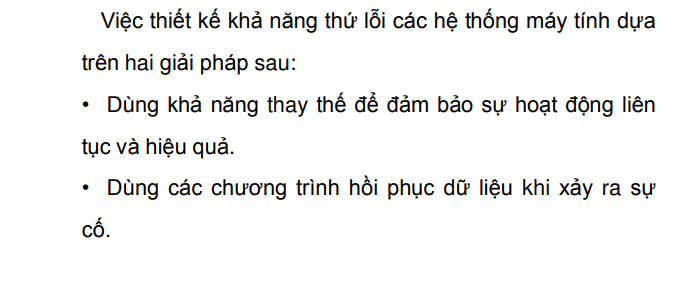 Việc thiết kế khả năng thứ lỗi các hệ thống máy tính dựa
trên hai giải pháp sau:
• Dùng khả năng thay thế để đảm bảo sự hoạt động liên
tục và hiệu quả.
• Dùng các chương trình hồi phục dữ liệu khi xảy ra sự
cố.